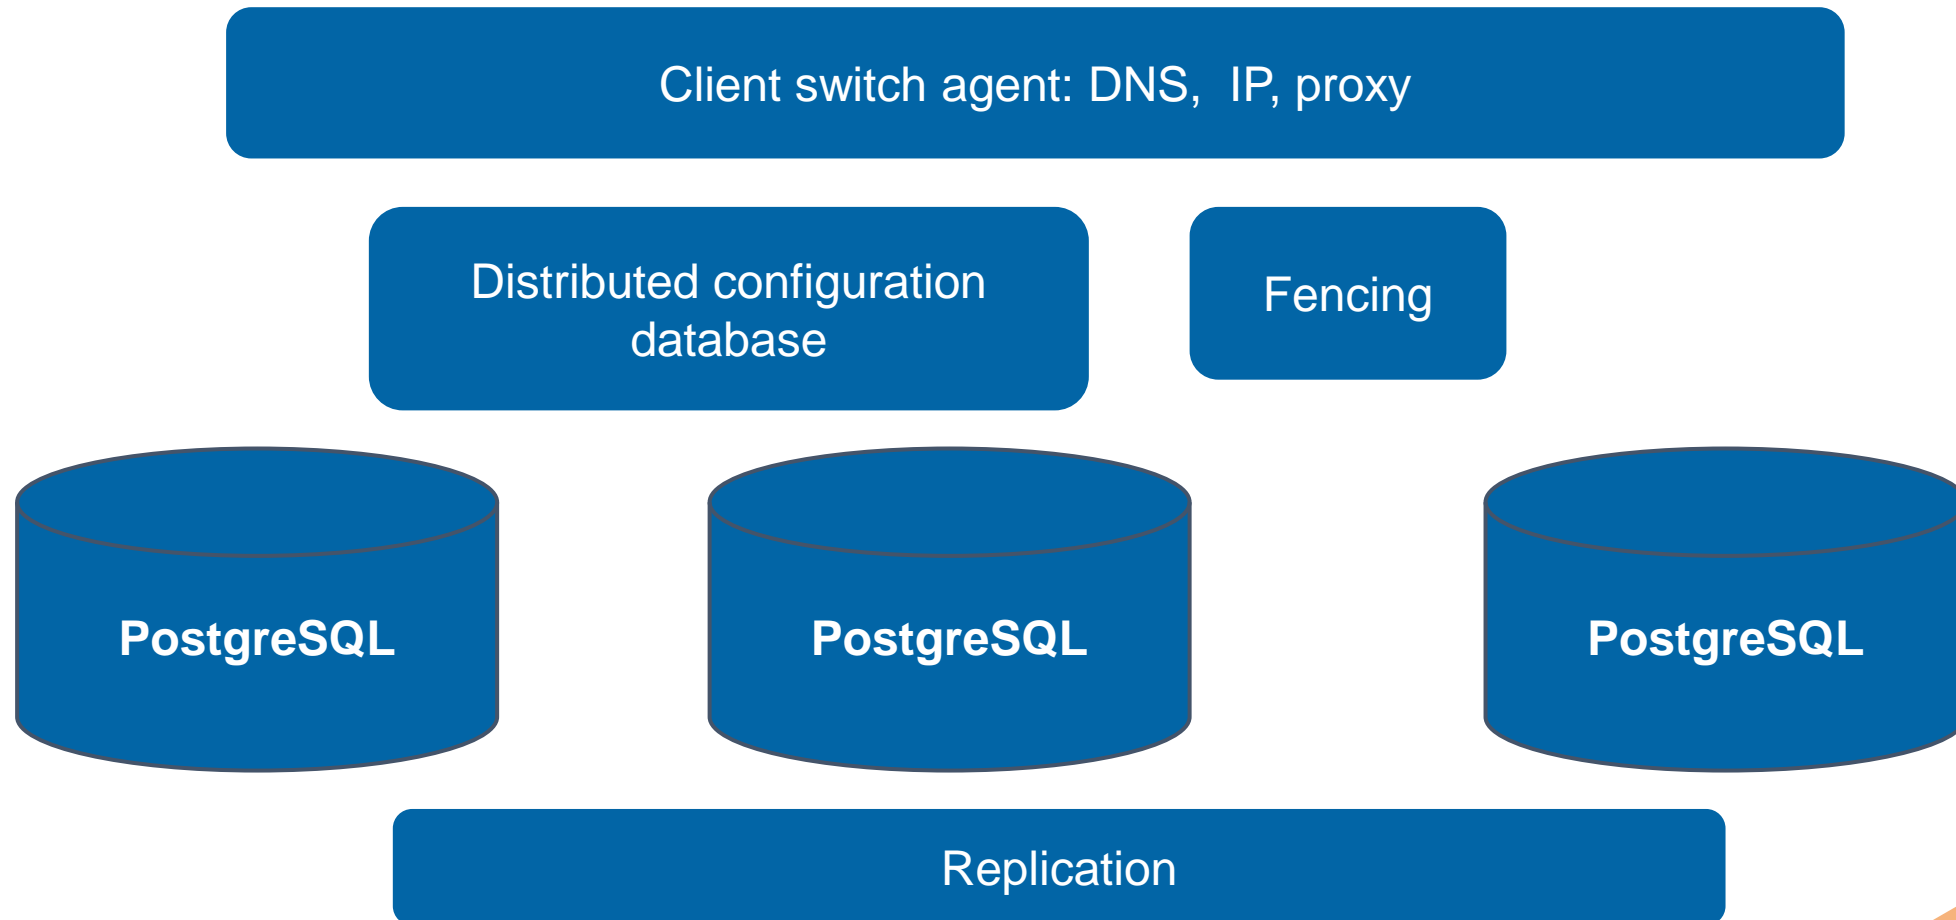 Client switch agent: DNS,  IP, proxy
Distributed configuration
database
Fencing
PostgreSQL
PostgreSQL
PostgreSQL
Replication